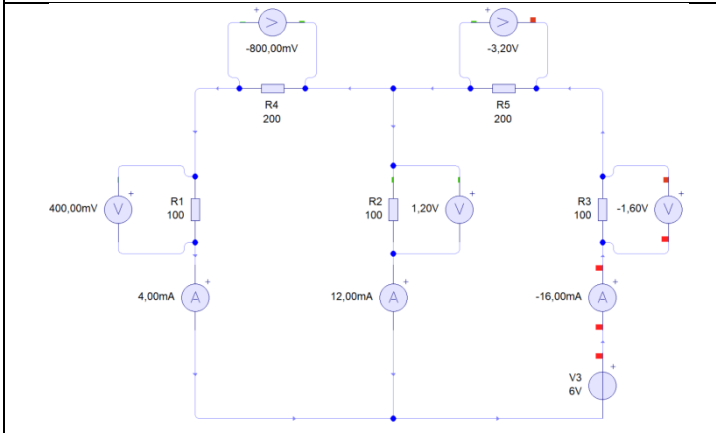 +
V
-800,00mV
+
V
-3,20V
R4
200
R5
200
400,00mV
V
+
R1
100
R2
100
1,20V
V
+
R3
100
-1,60V
V
+
4,00mA
A
+
12,00mA
A
+
-16,00mA
A
+
V3
6V
+